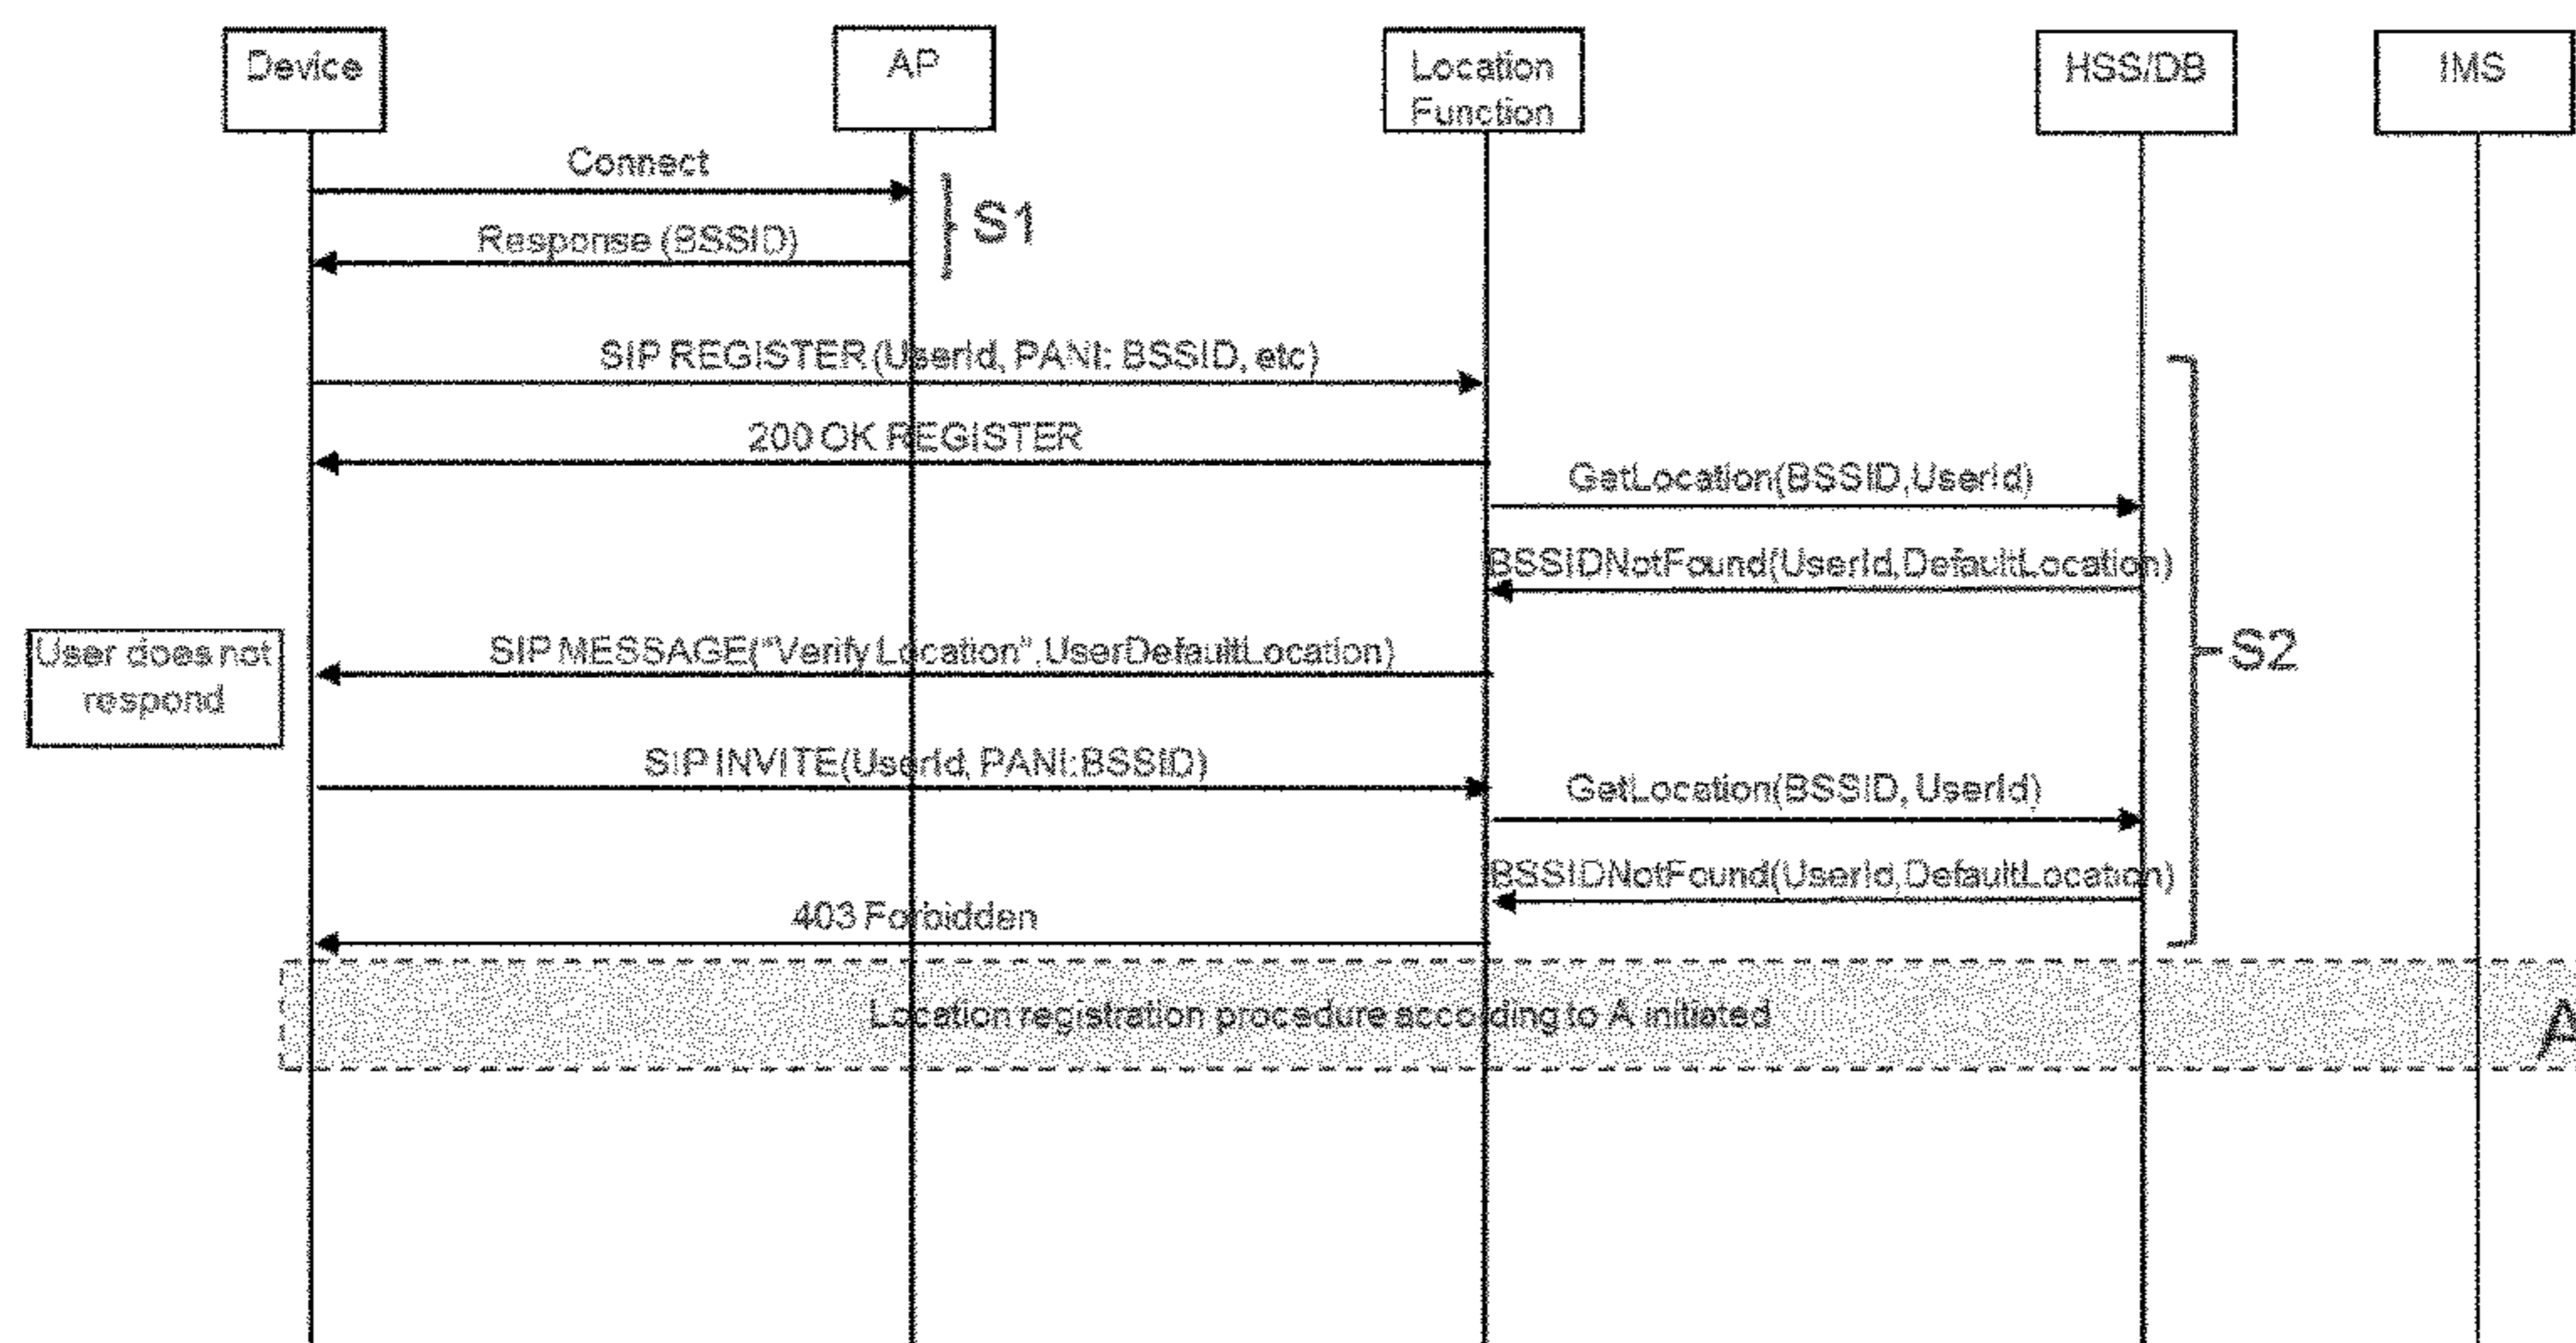 Device
AP
Location
Function
HSS/DB
IMS
Connect
S1
Response (BSSID)
SIP REGISTER (UserId, PANI: BSSID, etc)
200 OK REGISTER
GetLocation(BSSID,UserId)
BSSIDNotFound(UserId,DefaultLocation)
User does not
respond
SIP MESSAGE("Verify Location",UserDefaultLocation)
S2
SIP INVITE(UserId, PANI:BSSID)
GetLocation(BSSID, UserId)
BSSIDNotFound(UserId,DefaultLocation)
403 Forbidden
Location registration procedure according to A initiated
A